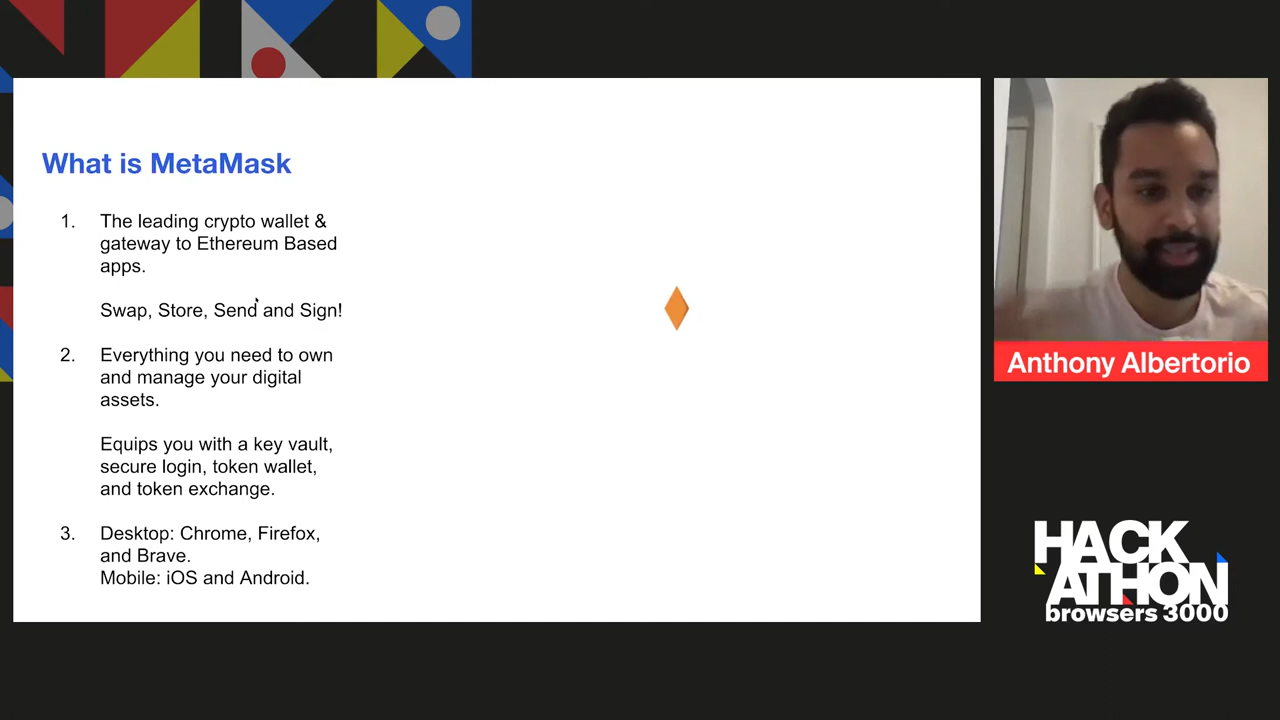 What is MetaMask
1. The leading crypto wallet &
gateway to Ethereum Based
apps.
Swap, Store, Send and Sign!
2. Everything you need to own
and manage your digital
assets.
Equips you with a key vault,
secure login, token wallet,
and token exchange.
3. Desktop: Chrome, Firefox,
and Brave.
Mobile: iOS and Android.
Anthony Albertorio
HACK
ATHON
browsers 3000